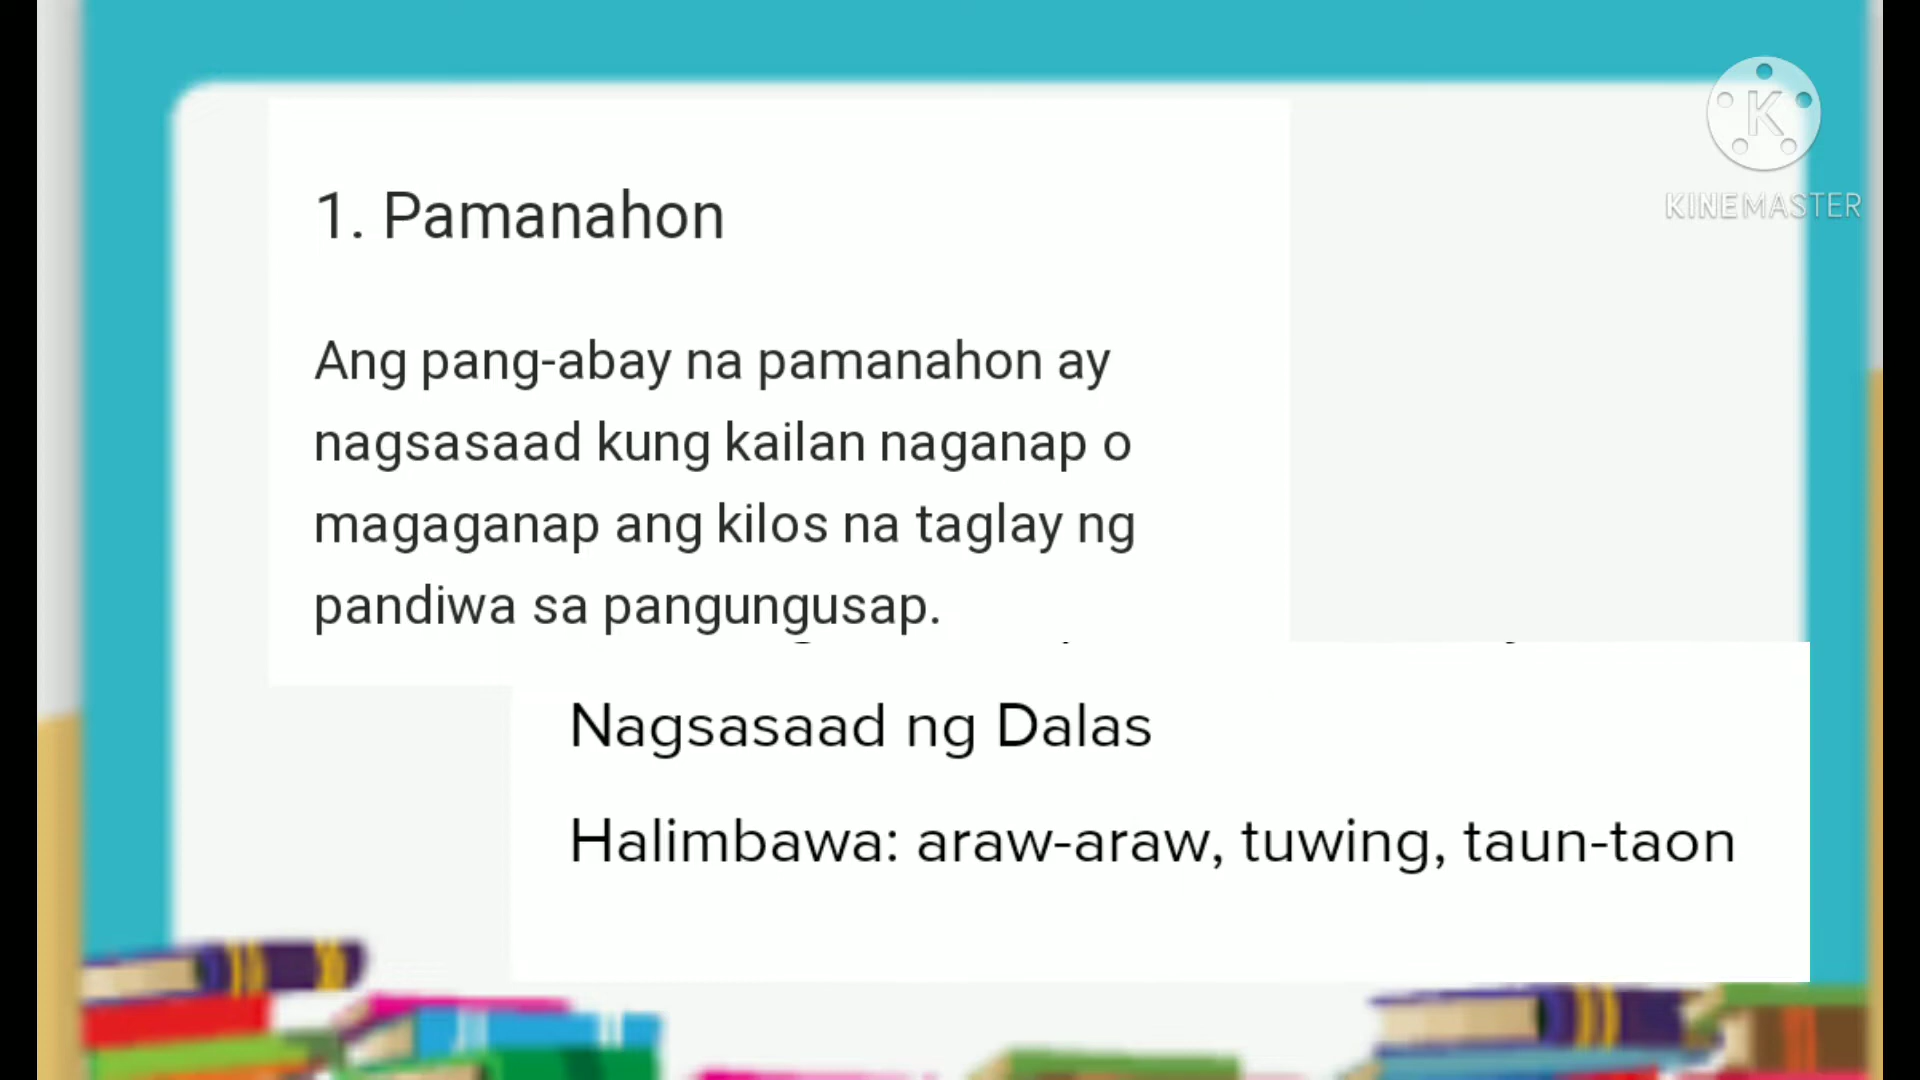 1. Pamanahon
Ang pang-abay na pamanahon ay
nagsasaad kung kailan naganap o
magaganap ang kilos na taglay ng
pandiwa sa pangungusap.
Nagsasaad ng Dalas
Halimbawa: araw-araw, tuwing, taun-taon
K
KINEMASTER